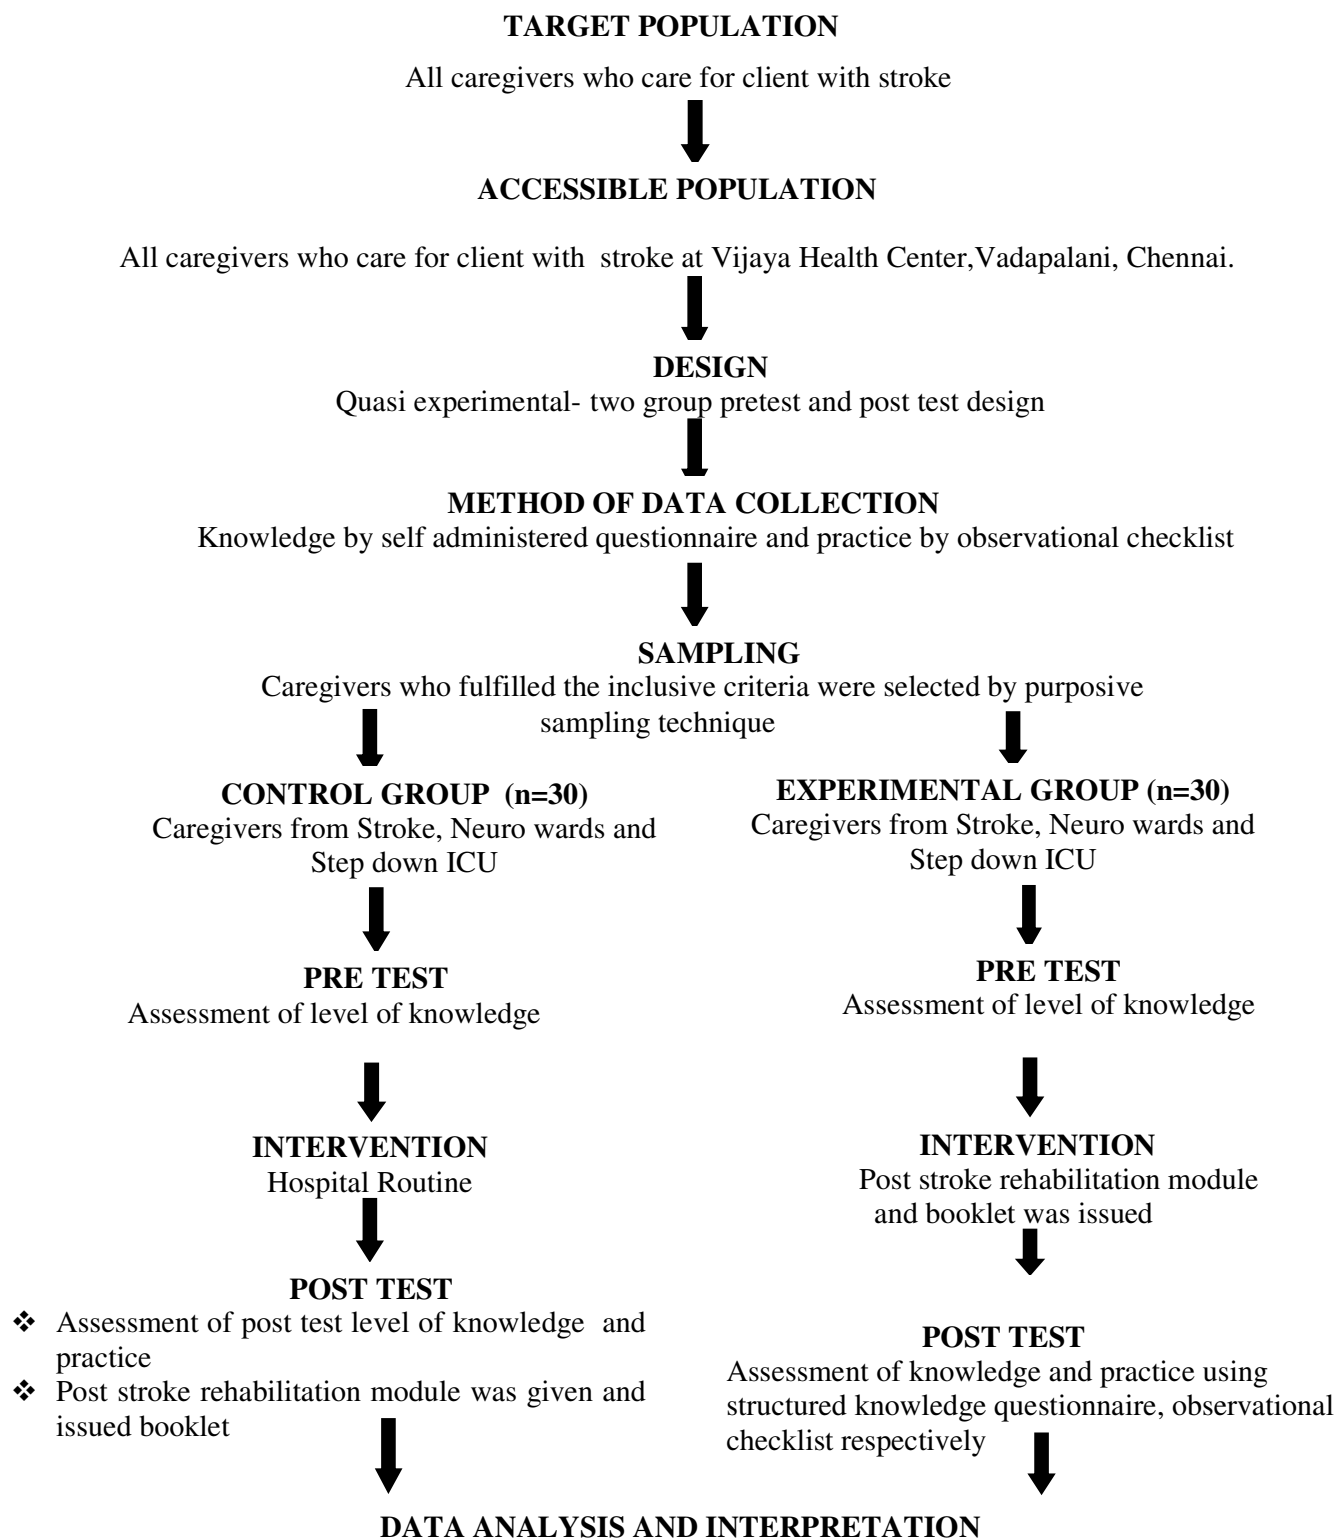 TARGET POPULATION
All caregivers who care for client with stroke
ACCESSIBLE POPULATION
All caregivers who care for client with stroke at Vijaya Health Center,Vadapalani, Chennai.
DESIGN
Quasi experimental- two group pretest and post test design
METHOD OF DATA COLLECTION
Knowledge by self administered questionnaire and practice by observational checklist
SAMPLING
Caregivers who fulfilled the inclusive criteria were selected by purposive
sampling technique
CONTROL GROUP (n=30)
Caregivers from Stroke, Neuro wards and
Step down ICU
PRE TEST
Assessment of level of knowledge
INTERVENTION
Hospital Routine
POST TEST
❖ Assessment of post test level of knowledge and
practice
❖ Post stroke rehabilitation module was given and
issued booklet
EXPERIMENTAL GROUP (n=30)
Caregivers from Stroke, Neuro wards and
Step down ICU
PRE TEST
Assessment of level of knowledge
INTERVENTION
Post stroke rehabilitation module
and booklet was issued
POST TEST
Assessment of knowledge and practice using
structured knowledge questionnaire, observational
checklist respectively
DATA ANALYSIS AND INTERPRETATION